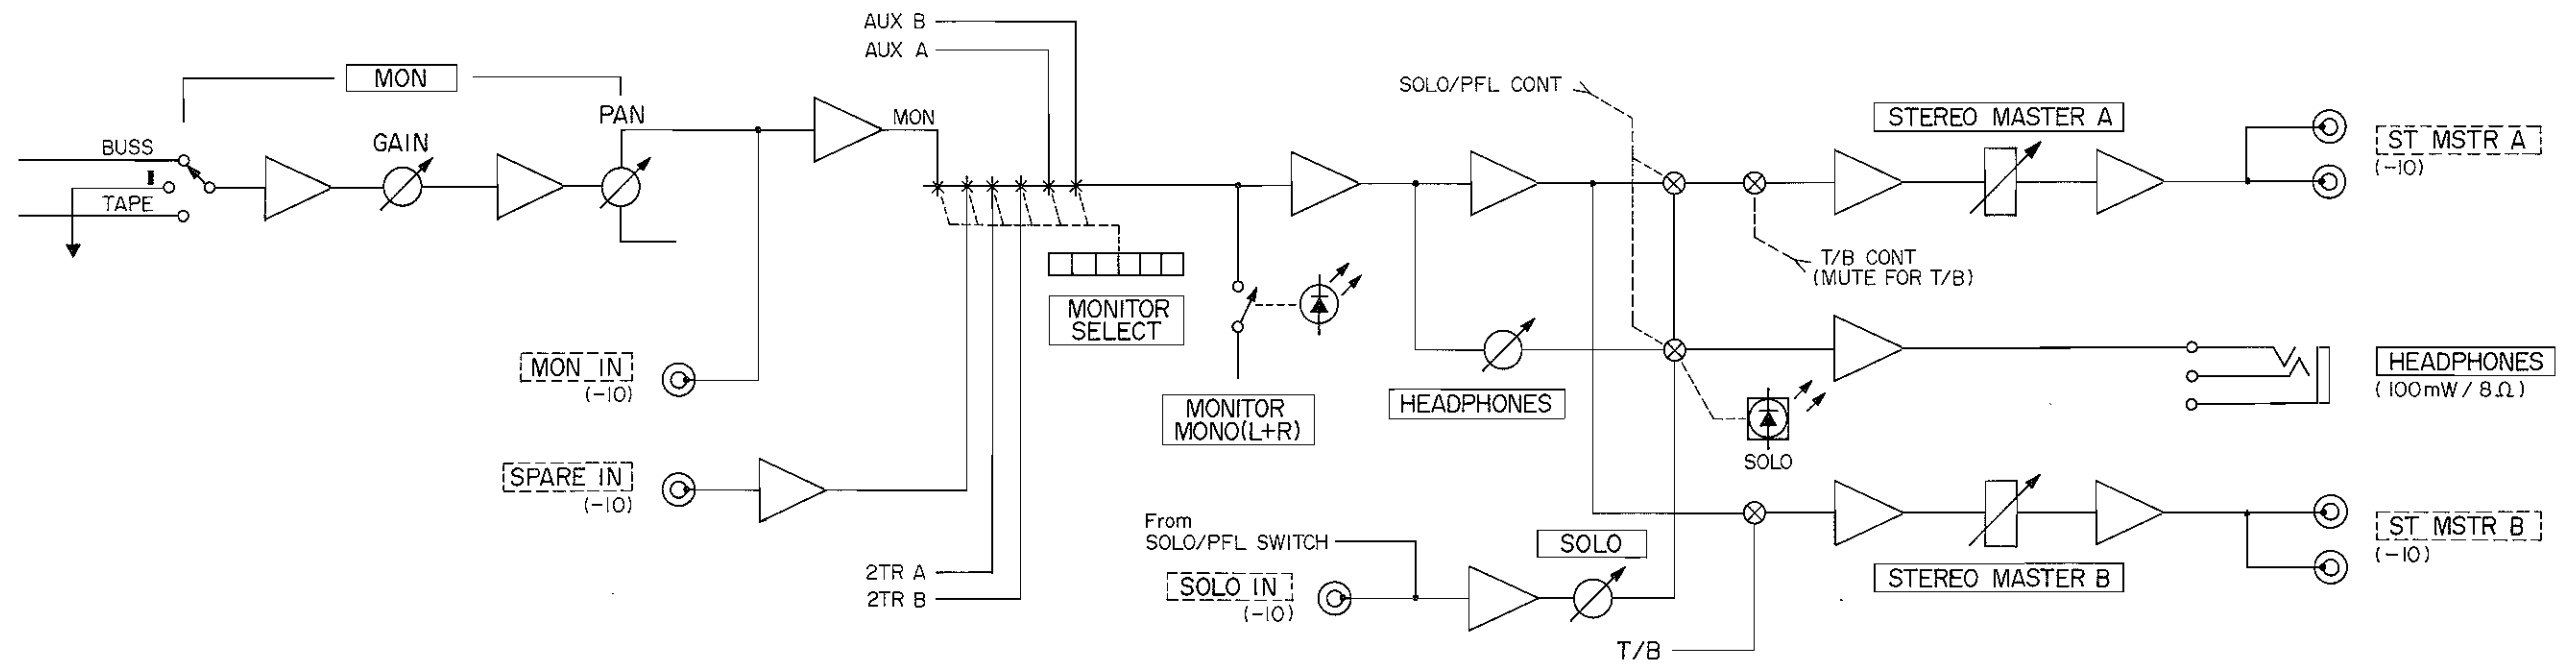 AUX B
AUX A
MON
PAN
GAIN
BUSS
TAPE
MON
SOLO/PFL CONT
STEREO MASTER A
ST MSTR A
(-10)
T/B CONT
(MUTE FOR T/B)
MONITOR
SELECT
MON IN
(-10)
MONITOR
MONO(L+R)
HEADPHONES
HEADPHONES
(100mW/8Ω)
SOLO
SPARE IN
(-10)
2TR A
2TR B
From
SOLO/PFL SWITCH
SOLO IN
(-10)
SOLO
T/B
STEREO MASTER B
ST MSTR B
(-10)